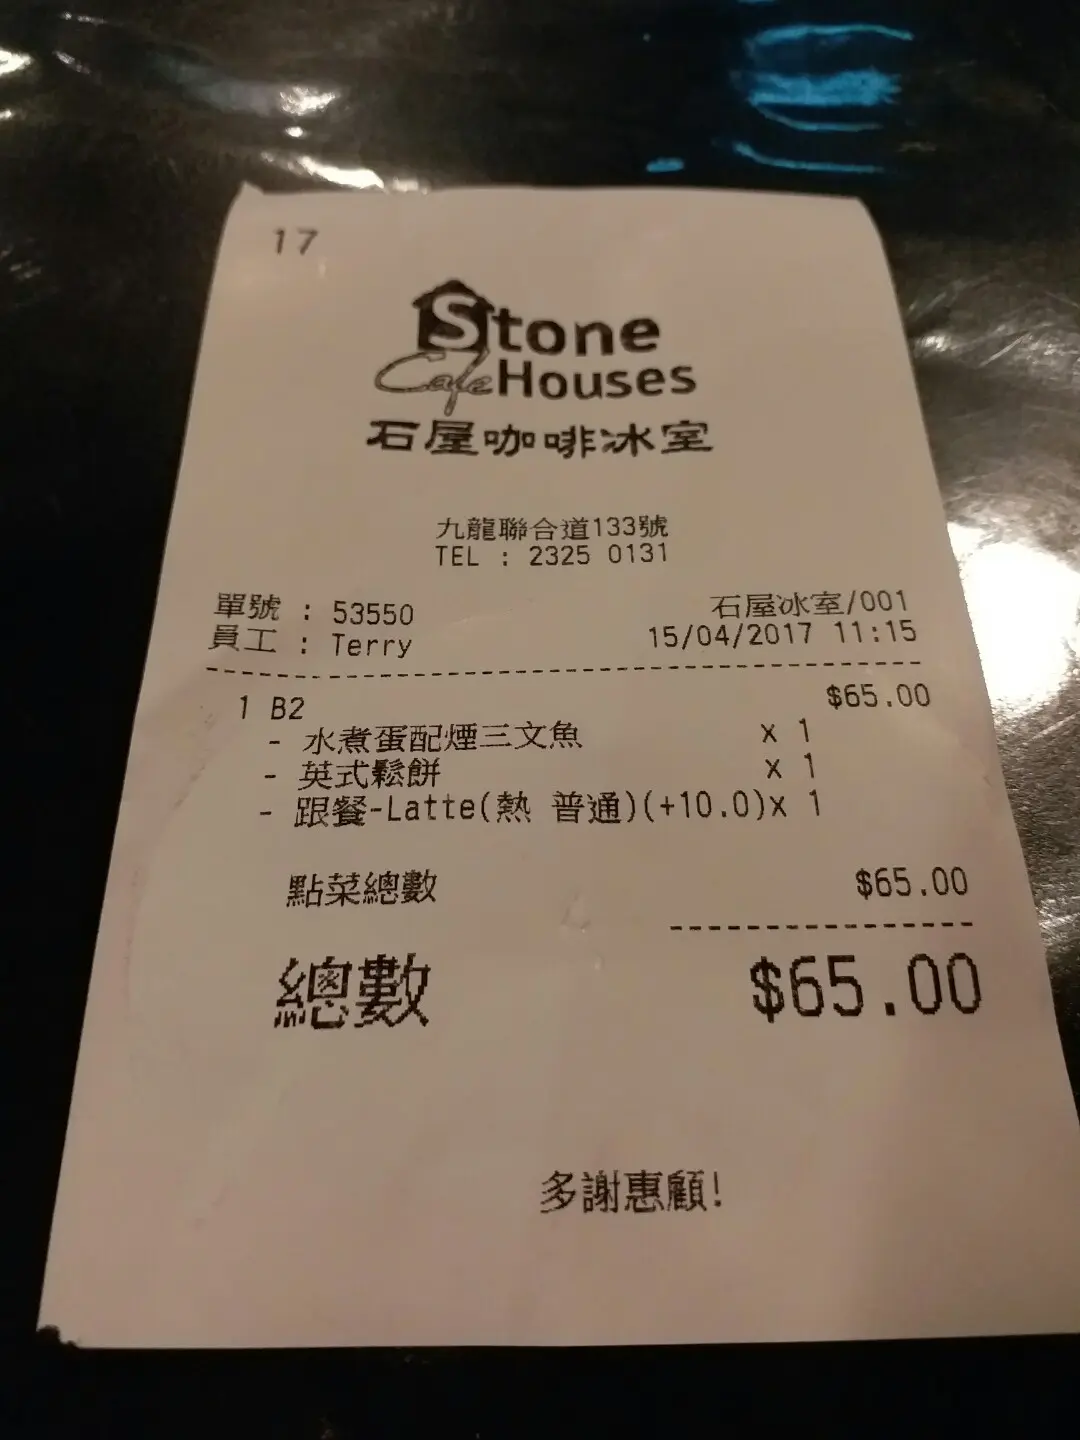 17
Stone
Cafe Houses
石屋咖啡冰室
九龍聯合道133號
TEL : 2325 0131
單號 : 53550 石屋冰室/001
員工 : Terry 15/04/2017 11:15
1 B2 $65.00
- 水煮蛋配煙三文魚 x 1
- 英式鬆餅 x 1
- 跟餐-Latte(熱 普通)(+10.0)x 1
點菜總數 $65.00
總數 $65.00
多謝惠顧!